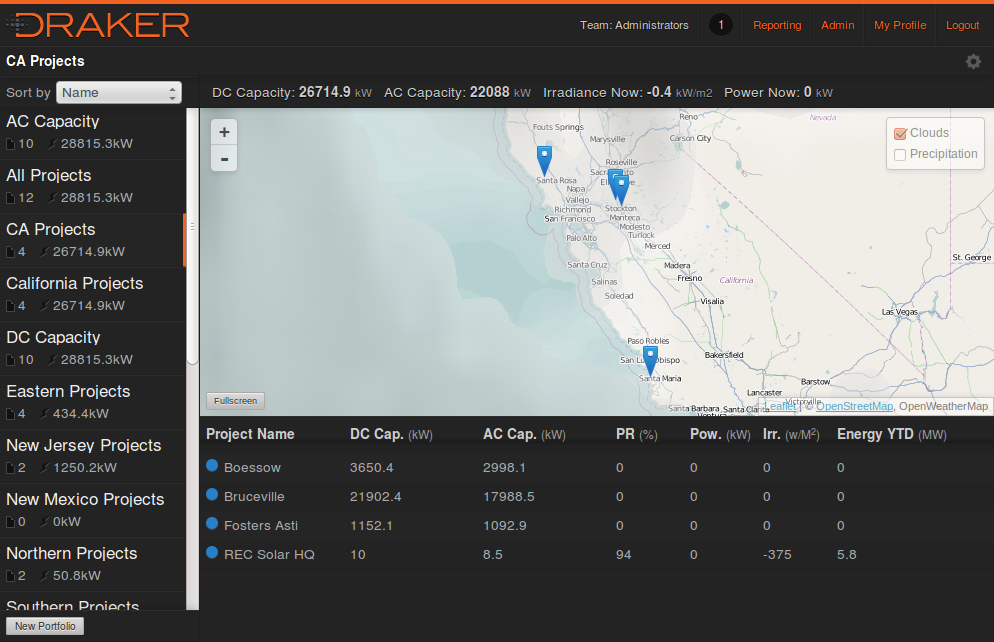 DRAKER
Team: Administrators 1 Reporting Admin My Profile Logout
CA Projects
Sort by Name
DC Capacity: 26714.9 kW AC Capacity: 22088 kW Irradiance Now: -0.4 kW/m2 Power Now: 0 kW
AC Capacity
10 28815.3kW
All Projects
12 28815.3kW
CA Projects
4 26714.9kW
California Projects
4 26714.9kW
DC Capacity
10 28815.3kW
Eastern Projects
4 434.4kW
New Jersey Projects
2 1250.2kW
New Mexico Projects
0 0kW
Northern Projects
2 50.8kW
Southern Projects
New Portfolio
+
-
Clouds
Precipitation
Reno
Nevada
Fouts Springs
Marysville
Carson City
Roseville
Santa Rosa
Napa
Vallejo
Stockton
Richmond
San Francisco
Manteca
Modesto
Palo Alto
Turlock
Merced
Santa Cruz
Madera
Fresno
California
St. George
Salinas
Soledad
Visalia
Las Vegas
Paso Robles
Bakersfield
Santa Maria
Barstow
Lancaster
Victorville
Santa Barbara
Santa Clarita
Ventura
Fullscreen
Leaflet | © OpenStreetMap, OpenWeatherMap
Project Name DC Cap. (kW) AC Cap. (kW) PR (%) Pow. (kW) Irr. (w/M²) Energy YTD (MW)
Boessow 3650.4 2998.1 0 0 0 0
Bruceville 21902.4 17988.5 0 0 0 0
Fosters Asti 1152.1 1092.9 0 0 0 0
REC Solar HQ 10 8.5 94 0 -375 5.8